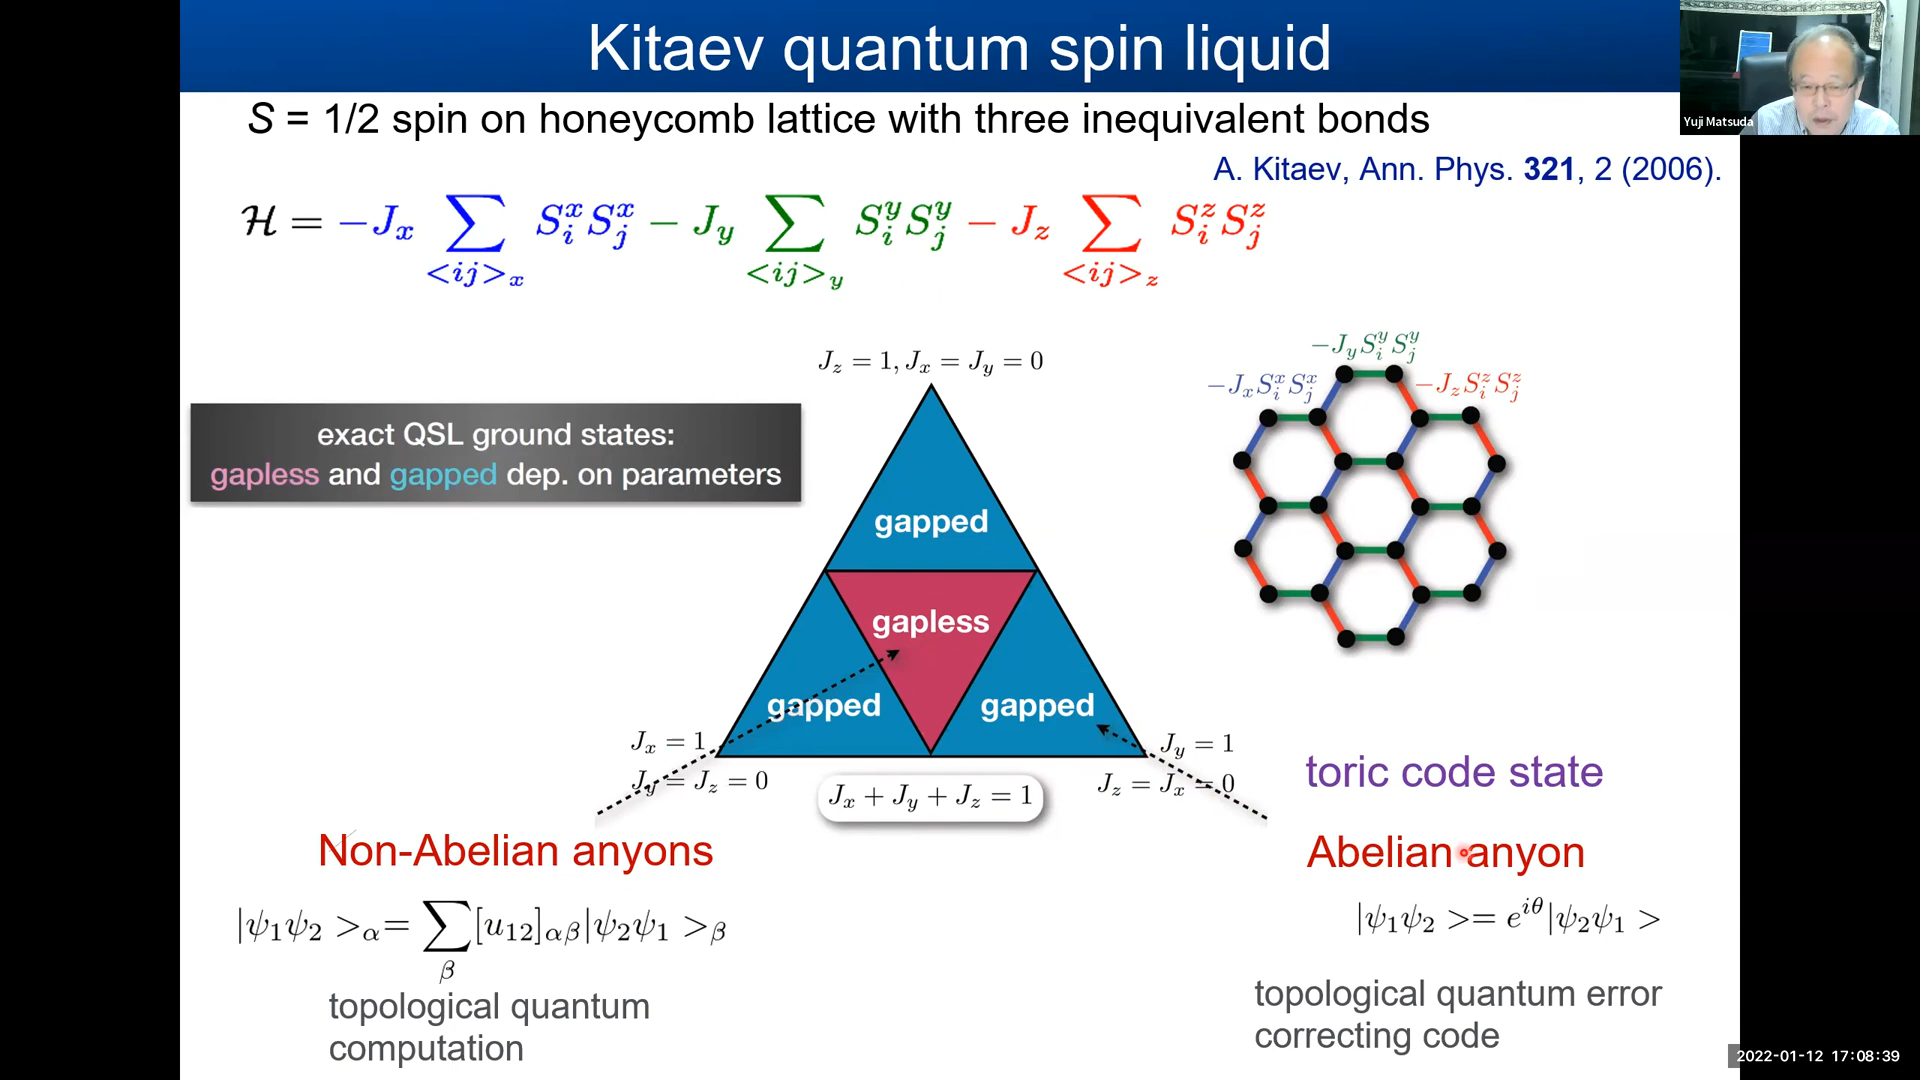 Kitaev quantum spin liquid
Yuji Matsuda
S = 1/2 spin on honeycomb lattice with three inequivalent bonds
A. Kitaev, Ann. Phys. 321, 2 (2006).
ℋ = −J_x ∑_{<ij>_x} S_i^x S_j^x − J_y ∑_{<ij>_y} S_i^y S_j^y − J_z ∑_{<ij>_z} S_i^z S_j^z
exact QSL ground states:
gapless and gapped dep. on parameters
J_z = 1, J_x = J_y = 0
gapped
gapless
gapped
gapped
J_x = 1
J_y = J_z = 0
J_x + J_y + J_z = 1
J_y = 1
J_z = J_x = 0
−J_y S_i^y S_j^y
−J_x S_i^x S_j^x
−J_z S_i^z S_j^z
Non-Abelian anyons
|ψ_1ψ_2 >_α= ∑_β [u_{12}]_{αβ}|ψ_2ψ_1 >_β
topological quantum
computation
toric code state
Abelian anyon
|ψ_1ψ_2 >= e^{iθ}|ψ_2ψ_1 >
topological quantum error
correcting code
2022-01-12 17:08:39